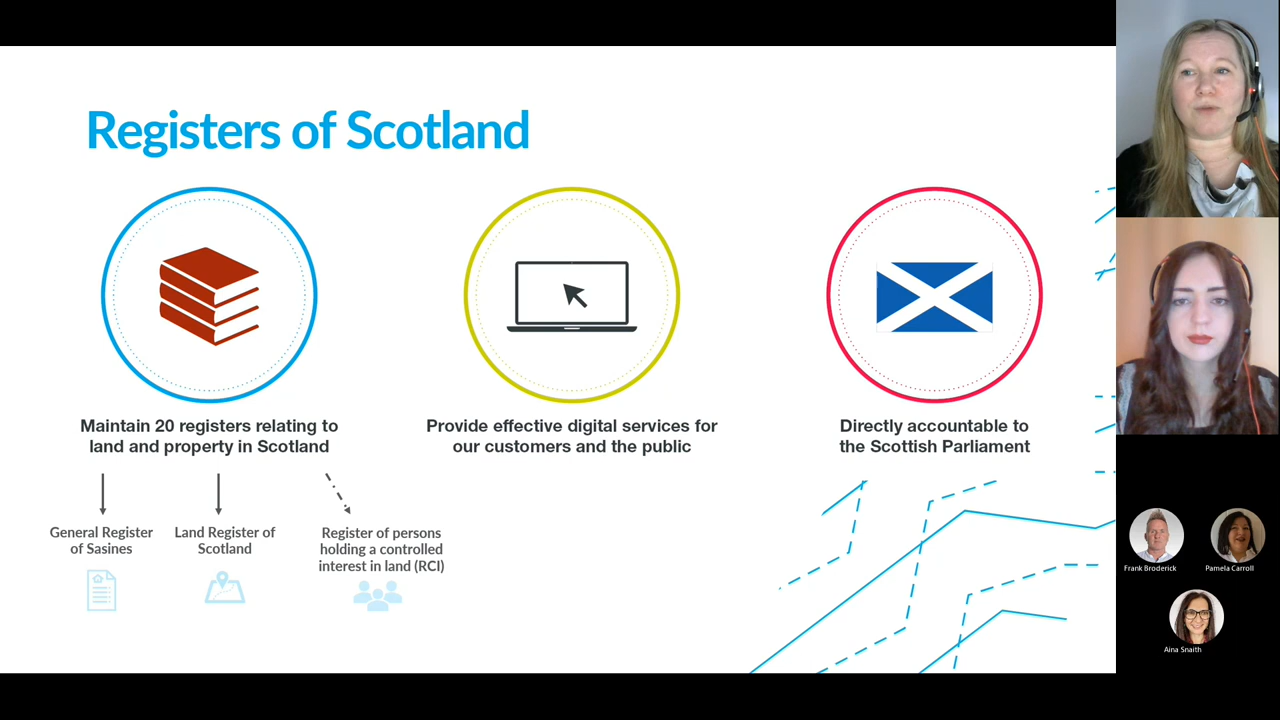 Registers of Scotland
Maintain 20 registers relating to
land and property in Scotland
Provide effective digital services for
our customers and the public
Directly accountable to
the Scottish Parliament
General Register
of Sasines
Land Register of
Scotland
Register of persons
holding a controlled
interest in land (RCI)
Frank Broderick
Pamela Carroll
Aina Snaith